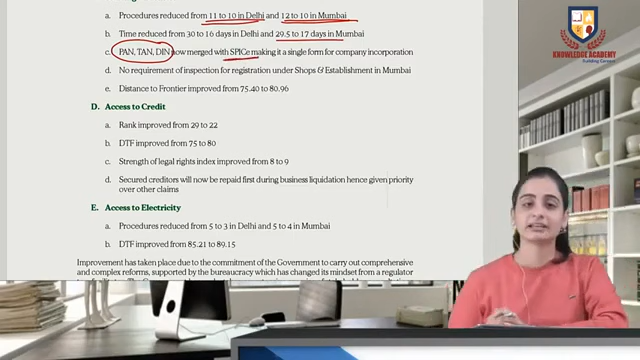 a. Procedures reduced from 11 to 10 in Delhi and 12 to 10 in Mumbai
b. Time reduced from 30 to 16 days in Delhi and 29.5 to 17 days in Mumbai
c. PAN, TAN, DIN now merged with SPICe making it a single form for company incorporation
d. No requirement of inspection for registration under Shops & Establishment in Mumbai
e. Distance to Frontier improved from 75.40 to 80.96
D. Access to Credit
a. Rank improved from 29 to 22
b. DTF improved from 75 to 80
c. Strength of legal rights index improved from 8 to 9
d. Secured creditors will now be repaid first during business liquidation hence given priority
over other claims
E. Access to Electricity
a. Procedures reduced from 5 to 3 in Delhi and 5 to 4 in Mumbai
b. DTF improved from 85.21 to 89.15
Improvement has taken place due to the commitment of the Government to carry out comprehensive
and complex reforms, supported by the bureaucracy which has changed its mindset from a regulator
KNOWLEDGE ACADEMY